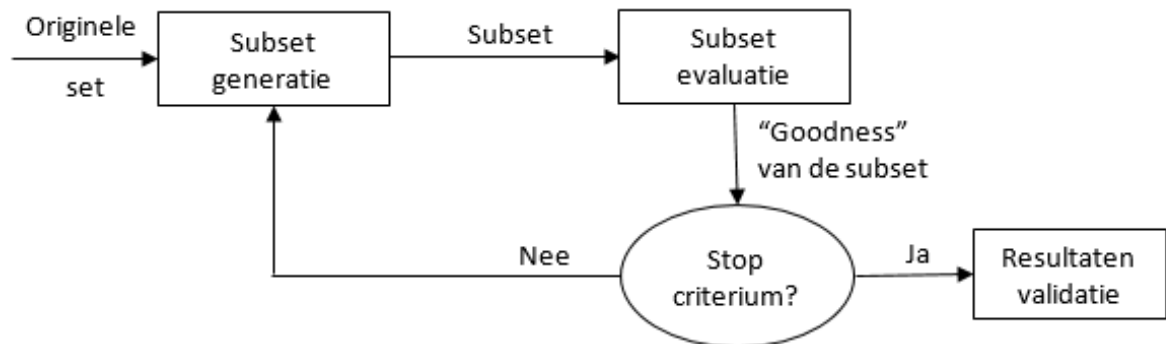 Originele
set
Subset
generatie
Subset
Subset
evaluatie
“Goodness”
van de subset
Stop
criterium?
Nee
Ja
Resultaten
validatie